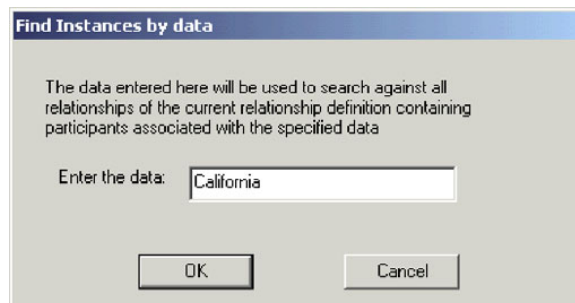 Find Instances by data
The data entered here will be used to search against all
relationships of the current relationship definition containing
participants associated with the specified data
Enter the data: California
OK Cancel